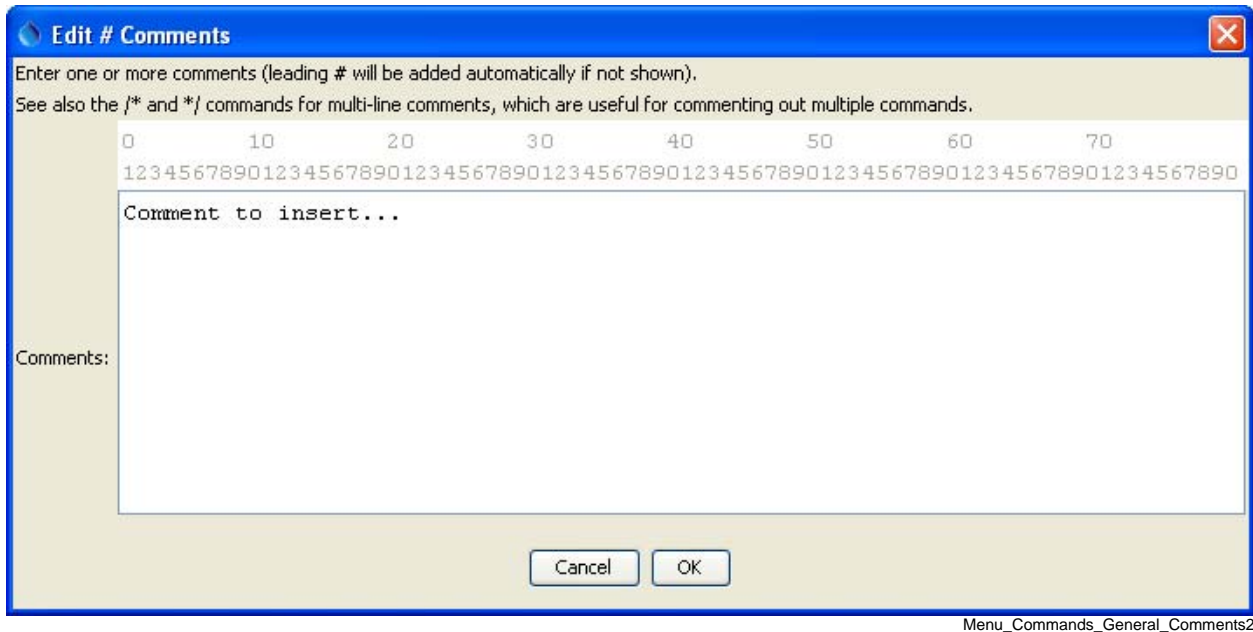 Edit # Comments
Enter one or more comments (leading # will be added automatically if not shown).
See also the /* and */ commands for multi-line comments, which are useful for commenting out multiple commands.
0 10 20 30 40 50 60 70
12345678901234567890123456789012345678901234567890123456789012345678901234567890
Comment to insert...
Comments:
Cancel OK
Menu_Commands_General_Comments2